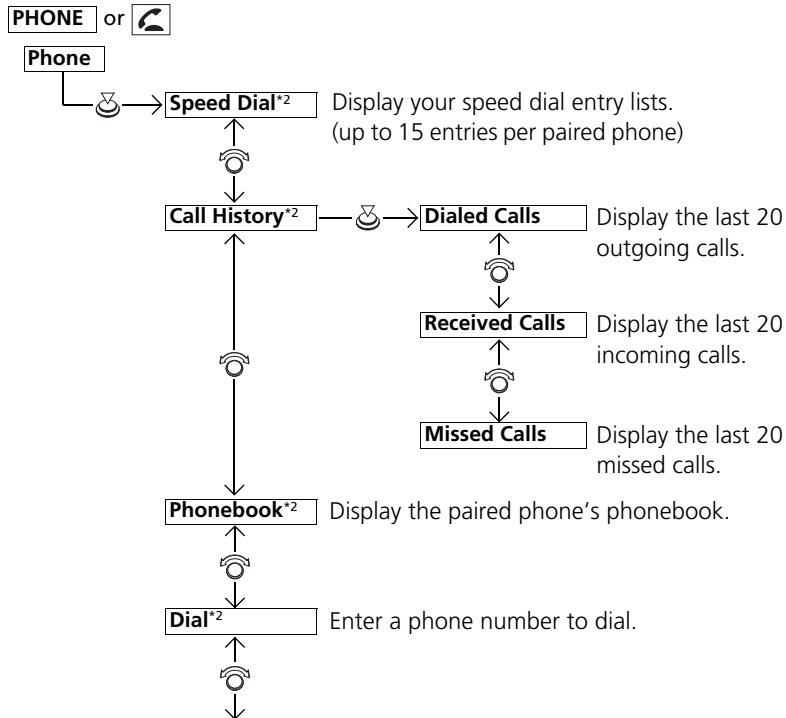 PHONE or
Phone
Speed Dial*2 Display your speed dial entry lists.
(up to 15 entries per paired phone)
Call History*2 Dialed Calls Display the last 20
outgoing calls.
Received Calls Display the last 20
incoming calls.
Missed Calls Display the last 20
missed calls.
Phonebook*2 Display the paired phone’s phonebook.
Dial*2 Enter a phone number to dial.